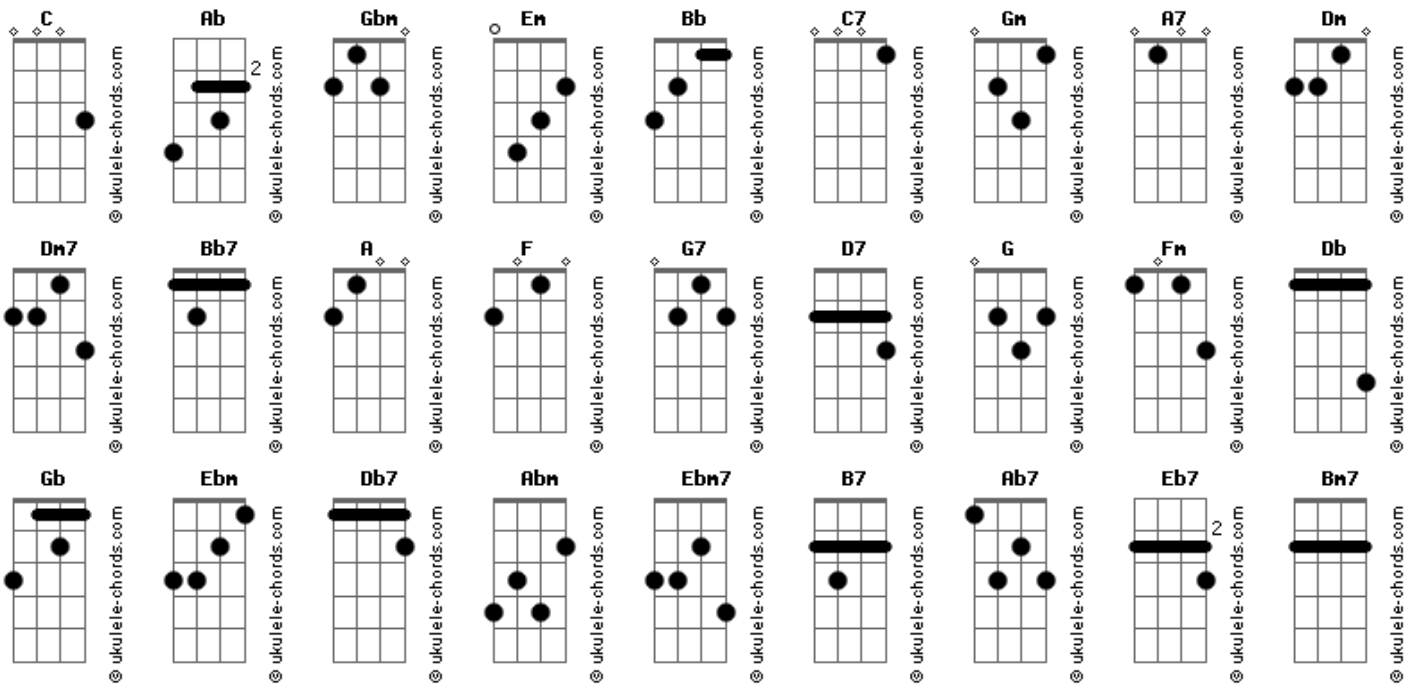 C Ab Gbm Em Bb C7 Gm A7 Dm
2
© ukulele-chords.com © ukulele-chords.com © ukulele-chords.com © ukulele-chords.com © ukulele-chords.com © ukulele-chords.com © ukulele-chords.com © ukulele-chords.com © ukulele-chords.com
Dm7 Bb7 A F G7 D7 G Fm Db
© ukulele-chords.com © ukulele-chords.com © ukulele-chords.com © ukulele-chords.com © ukulele-chords.com © ukulele-chords.com © ukulele-chords.com © ukulele-chords.com © ukulele-chords.com
Gb Ebm Db7 Abm Ebm7 B7 Ab7 Eb7 Bm7
2
© ukulele-chords.com © ukulele-chords.com © ukulele-chords.com © ukulele-chords.com © ukulele-chords.com © ukulele-chords.com © ukulele-chords.com © ukulele-chords.com © ukulele-chords.com